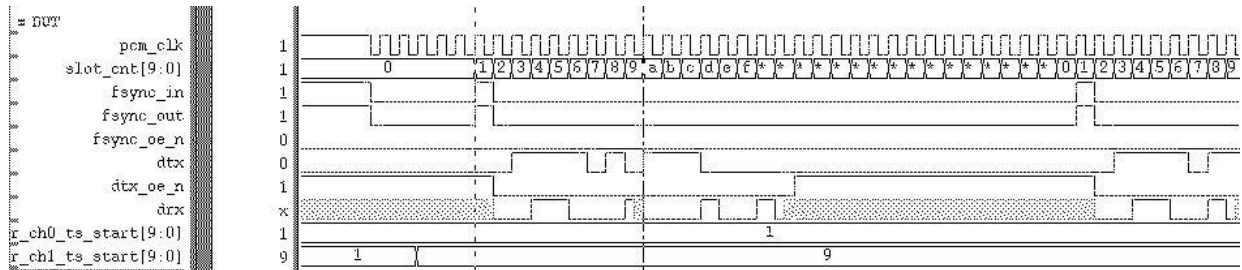 DUT
pcm_clk 1
slot_cnt[9:0] 1 0 1 2 3 4 5 6 7 8 9 a b c d e f * * * * * * * * * * * * * * * * 0 1 2 3 4 5 6 7 8 9
fsync_in 1
fsync_out 1
fsync_oe_n 0
dtx 0
dtx_oe_n 1
drx x
r_ch0_ts_start[9:0] 1 1
r_ch1_ts_start[9:0] 9 1 9